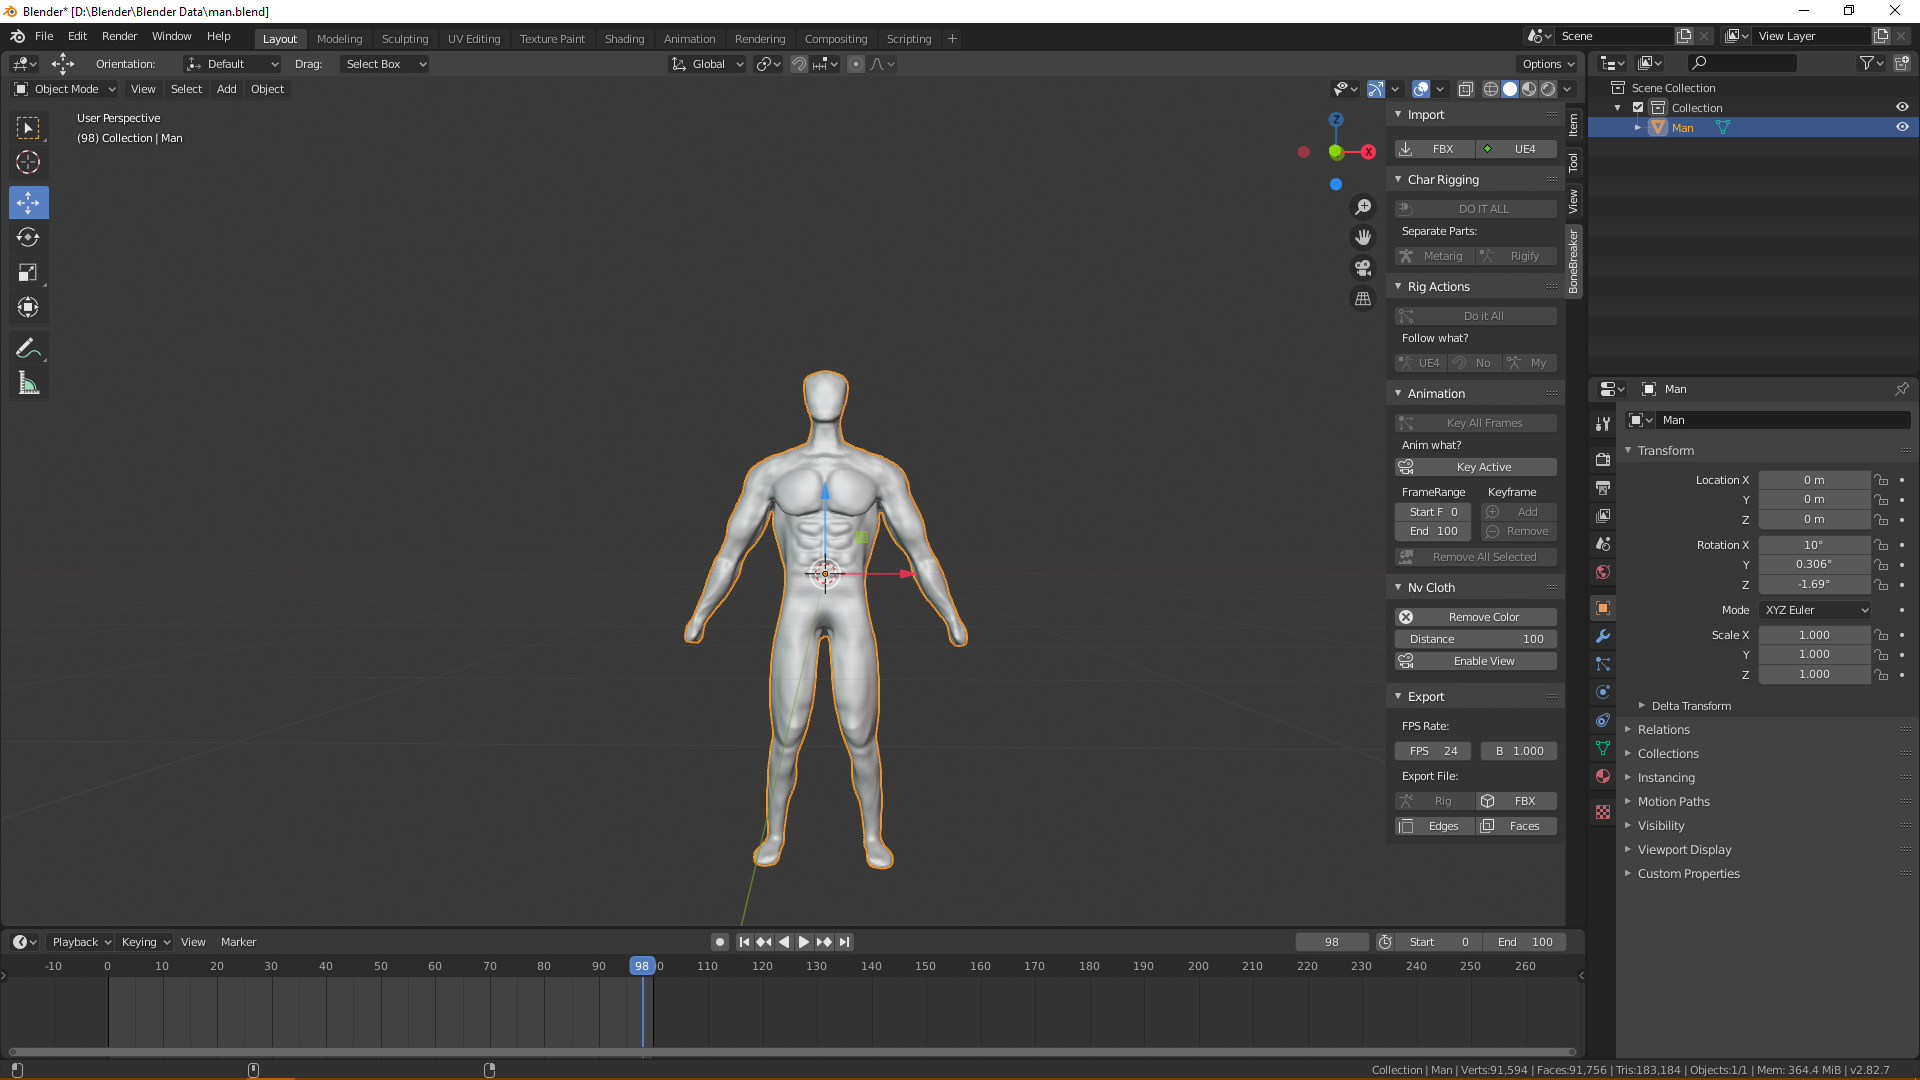 Blender* [D:\Blender\Blender Data\man.blend]
File Edit Render Window Help Layout Modeling Sculpting UV Editing Texture Paint Shading Animation Rendering Compositing Scripting + Scene View Layer
Orientation: Default Drag: Select Box Global Options
Object Mode View Select Add Object
User Perspective
(98) Collection | Man
Z
X
Import
FBX UE4
Char Rigging
DO IT ALL
Separate Parts:
Metarig Rigify
Rig Actions
Do it All
Follow what?
UE4 No My
Animation
Key All Frames
Anim what?
Key Active
FrameRange Keyframe
Start F 0 Add
End 100 Remove
Remove All Selected
Nv Cloth
Remove Color
Distance 100
Enable View
Export
FPS Rate:
FPS 24 B 1.000
Export File:
Rig FBX
Edges Faces
Item
Tool
View
BoneBreaker
Scene Collection
Collection
Man
Man
Man
Transform
Location X 0 m
Y 0 m
Z 0 m
Rotation X 10°
Y 0.306°
Z -1.69°
Mode XYZ Euler
Scale X 1.000
Y 1.000
Z 1.000
Delta Transform
Relations
Collections
Instancing
Motion Paths
Visibility
Viewport Display
Custom Properties
Playback Keying View Marker 98 Start 0 End 100
-10 0 10 20 30 40 50 60 70 80 90 98 0 110 120 130 140 150 160 170 180 190 200 210 220 230 240 250 260
Collection | Man | Verts:91,594 | Faces:91,756 | Tris:183,184 | Objects:1/1 | Mem: 364.4 MiB | v2.82.7